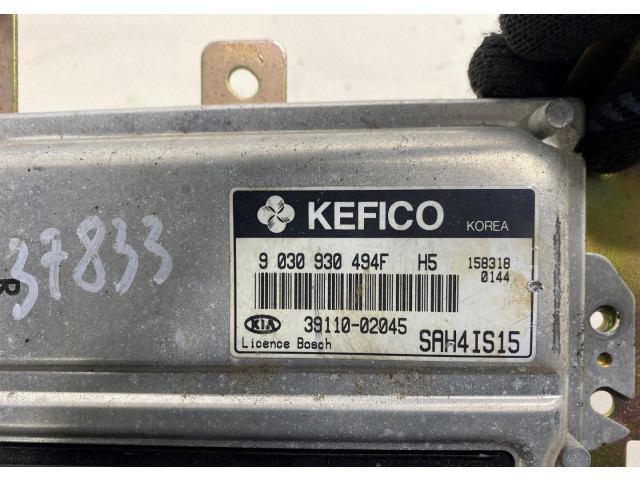 KEFICO KOREA
9 030 930 494F H5 158318
0144
KIA 39110-02045
Licence Bosch SAH4IS15
37833
R